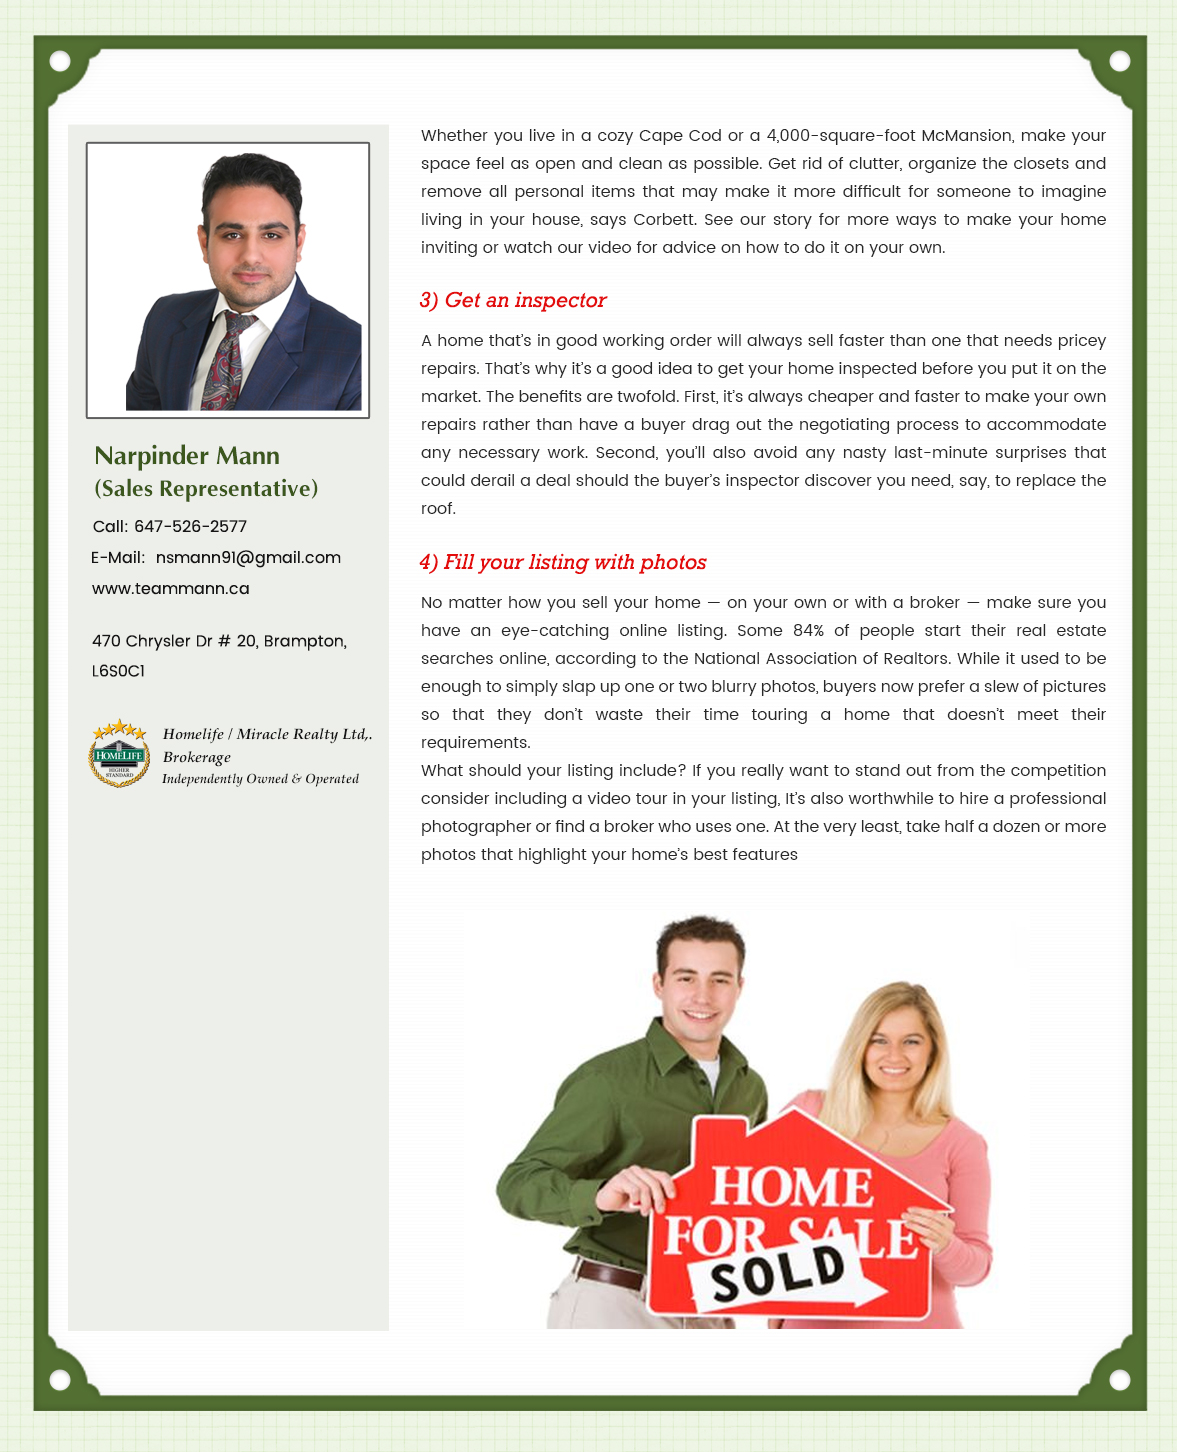 Narpinder Mann
(Sales Representative)
Call: 647-526-2577
E-Mail: nsmann91@gmail.com
www.teammann.ca
470 Chrysler Dr # 20, Brampton,
L6S0C1
HOMELIFE
HIGHER
STANDARD
Homelife / Miracle Realty Ltd,.
Brokerage
Independently Owned & Operated
Whether you live in a cozy Cape Cod or a 4,000-square-foot McMansion, make your
space feel as open and clean as possible. Get rid of clutter, organize the closets and
remove all personal items that may make it more difficult for someone to imagine
living in your house, says Corbett. See our story for more ways to make your home
inviting or watch our video for advice on how to do it on your own.
3) Get an inspector
A home that’s in good working order will always sell faster than one that needs pricey
repairs. That’s why it’s a good idea to get your home inspected before you put it on the
market. The benefits are twofold. First, it’s always cheaper and faster to make your own
repairs rather than have a buyer drag out the negotiating process to accommodate
any necessary work. Second, you’ll also avoid any nasty last-minute surprises that
could derail a deal should the buyer’s inspector discover you need, say, to replace the
roof.
4) Fill your listing with photos
No matter how you sell your home — on your own or with a broker — make sure you
have an eye-catching online listing. Some 84% of people start their real estate
searches online, according to the National Association of Realtors. While it used to be
enough to simply slap up one or two blurry photos, buyers now prefer a slew of pictures
so that they don’t waste their time touring a home that doesn’t meet their
requirements.
What should your listing include? If you really want to stand out from the competition
consider including a video tour in your listing, It’s also worthwhile to hire a professional
photographer or find a broker who uses one. At the very least, take half a dozen or more
photos that highlight your home’s best features
HOME
FOR SALE
SOLD